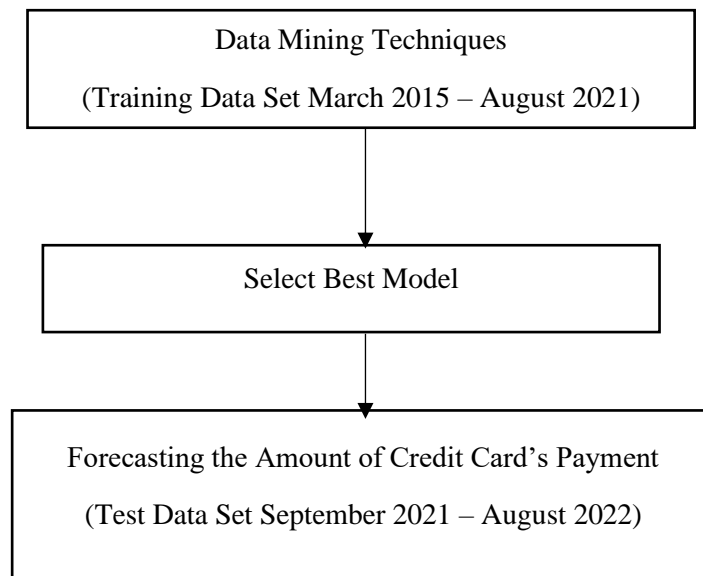 Data Mining Techniques
(Training Data Set March 2015 – August 2021)
Select Best Model
Forecasting the Amount of Credit Card’s Payment
(Test Data Set September 2021 – August 2022)